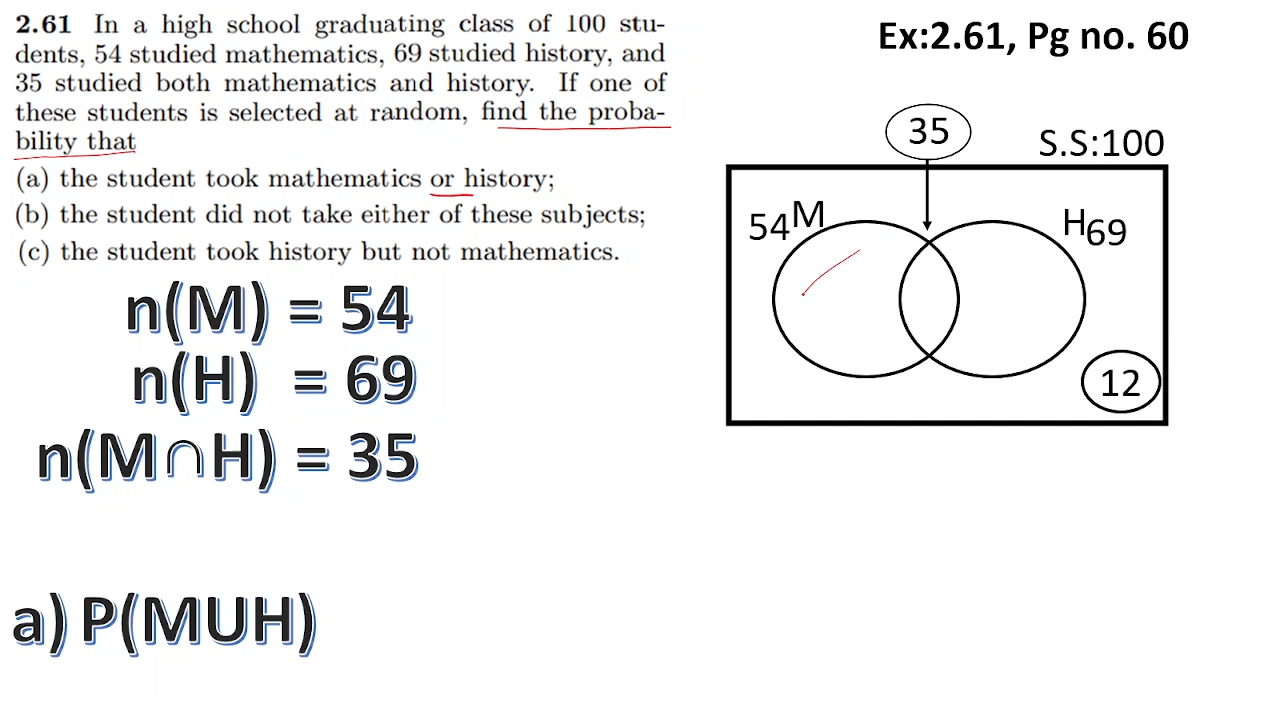 2.61 In a high school graduating class of 100 stu-
dents, 54 studied mathematics, 69 studied history, and
35 studied both mathematics and history. If one of
these students is selected at random, find the proba-
bility that
(a) the student took mathematics or history;
(b) the student did not take either of these subjects;
(c) the student took history but not mathematics.
n(M) = 54
n(H) = 69
n(M∩H) = 35
a) P(MUH)
Ex:2.61, Pg no. 60
35
S.S:100
54M
H69
12